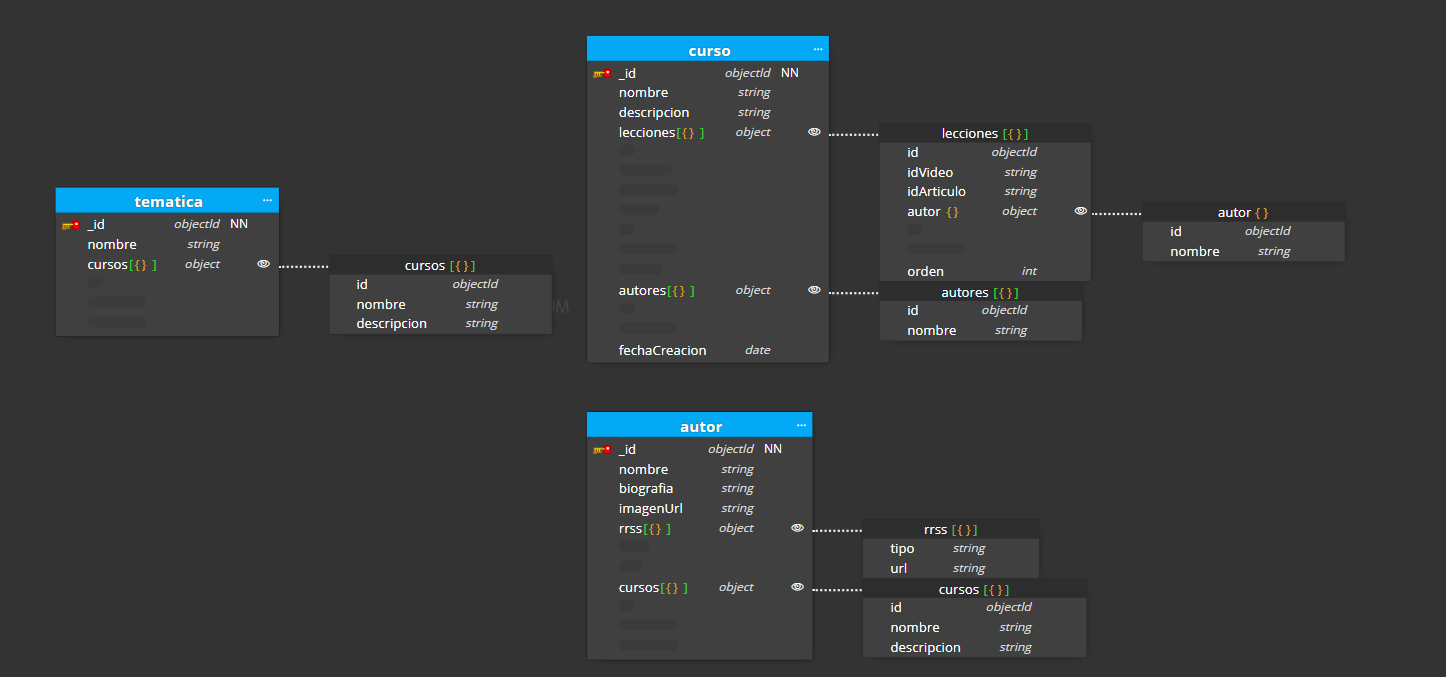 curso ...
_id objectId NN
nombre string
descripcion string
lecciones[{} ] object
autores[{} ] object
fechaCreacion date
lecciones [{}]
id objectId
idVideo string
idArticulo string
autor {} object
orden int
autor {}
id objectId
nombre string
autores [{}]
id objectId
nombre string
tematica ...
_id objectId NN
nombre string
cursos[{} ] object
cursos [{}]
id objectId
nombre string
descripcion string
autor ...
_id objectId NN
nombre string
biografia string
imagenUrl string
rrss[{} ] object
cursos[{} ] object
rrss [{}]
tipo string
url string
cursos [{}]
id objectId
nombre string
descripcion string